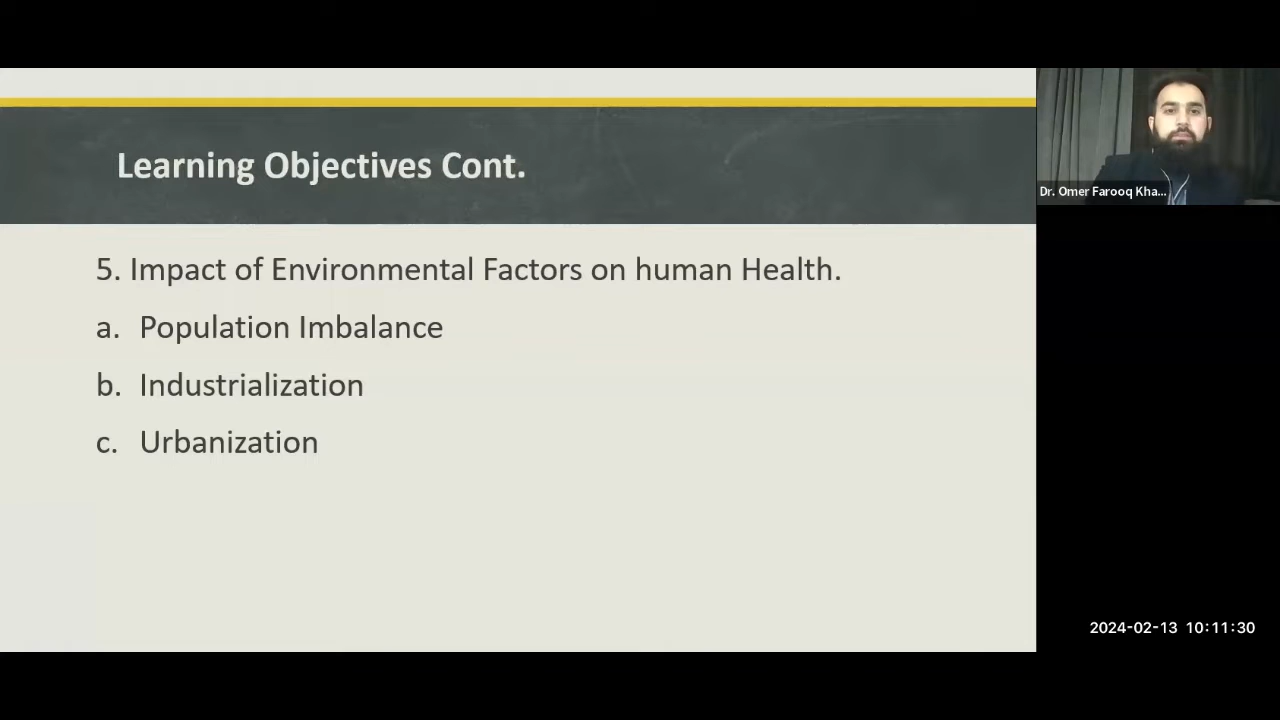 Learning Objectives Cont.
5. Impact of Environmental Factors on human Health.
a. Population Imbalance
b. Industrialization
c. Urbanization
Dr. Omer Farooq Kha...
2024-02-13 10:11:30